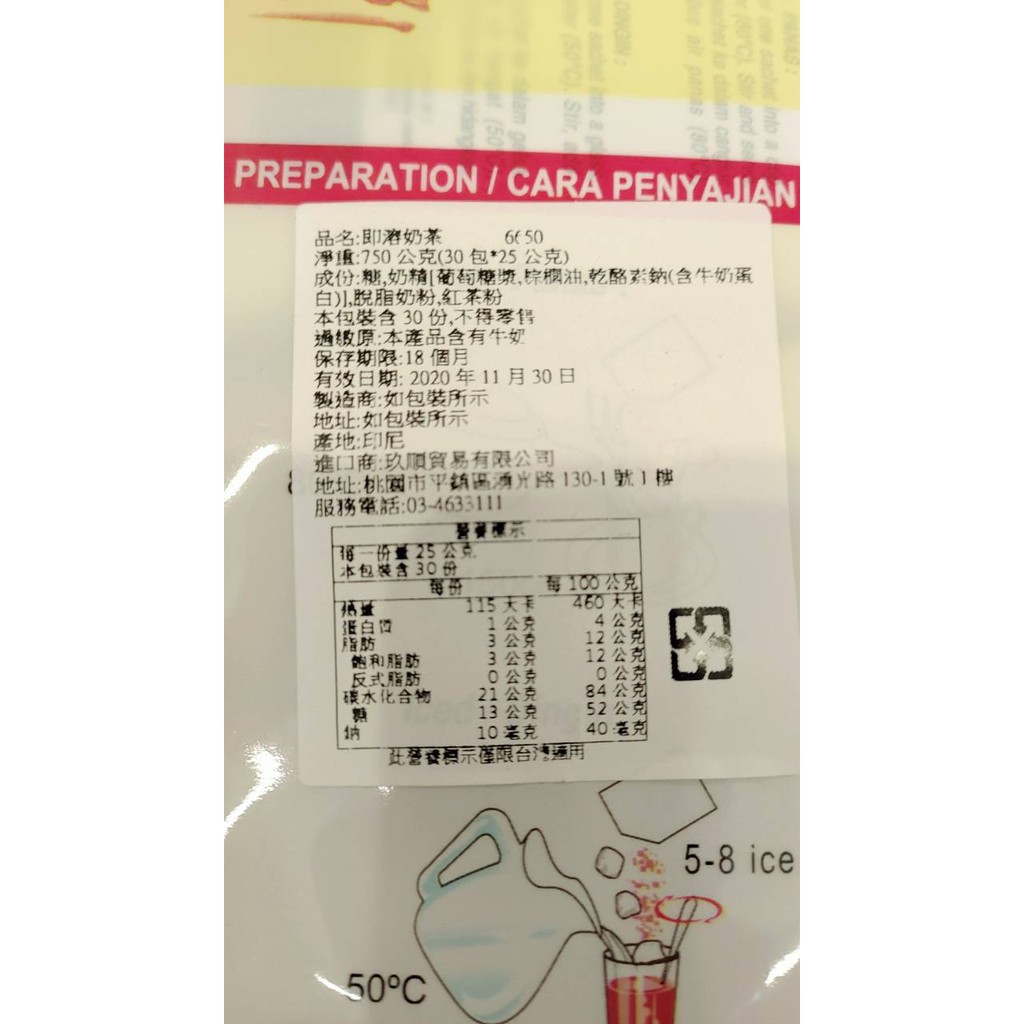 PREPARATION / CARA PENYAJIAN
品名:即溶奶茶 6650
淨重:750 公克(30 包*25 公克)
成份:糖,奶精[葡萄糖漿,棕櫚油,乾酪素鈉(含牛奶蛋
白)],脫脂奶粉,紅茶粉
本包裝含 30 份,不得零售
過敏原:本產品含有牛奶
保存期限:18 個月
有效日期: 2020 年 11 月 30 日
製造商:如包裝所示
地址:如包裝所示
產地:印尼
進口商:玖順貿易有限公司
地址:桃園市平鎮區湧光路 130-1 號 1 樓
服務電話:03-4633111
營養標示
每一份量 25 公克
本包裝含 30 份
每份 每 100 公克
熱量 115 大卡 460 大卡
蛋白質 1 公克 4 公克
脂肪 3 公克 12 公克
飽和脂肪 3 公克 12 公克
反式脂肪 0 公克 0 公克
碳水化合物 21 公克 84 公克
糖 13 公克 52 公克
鈉 10 毫克 40 毫克
此營養標示僅限台灣適用
5-8 ice
50°C